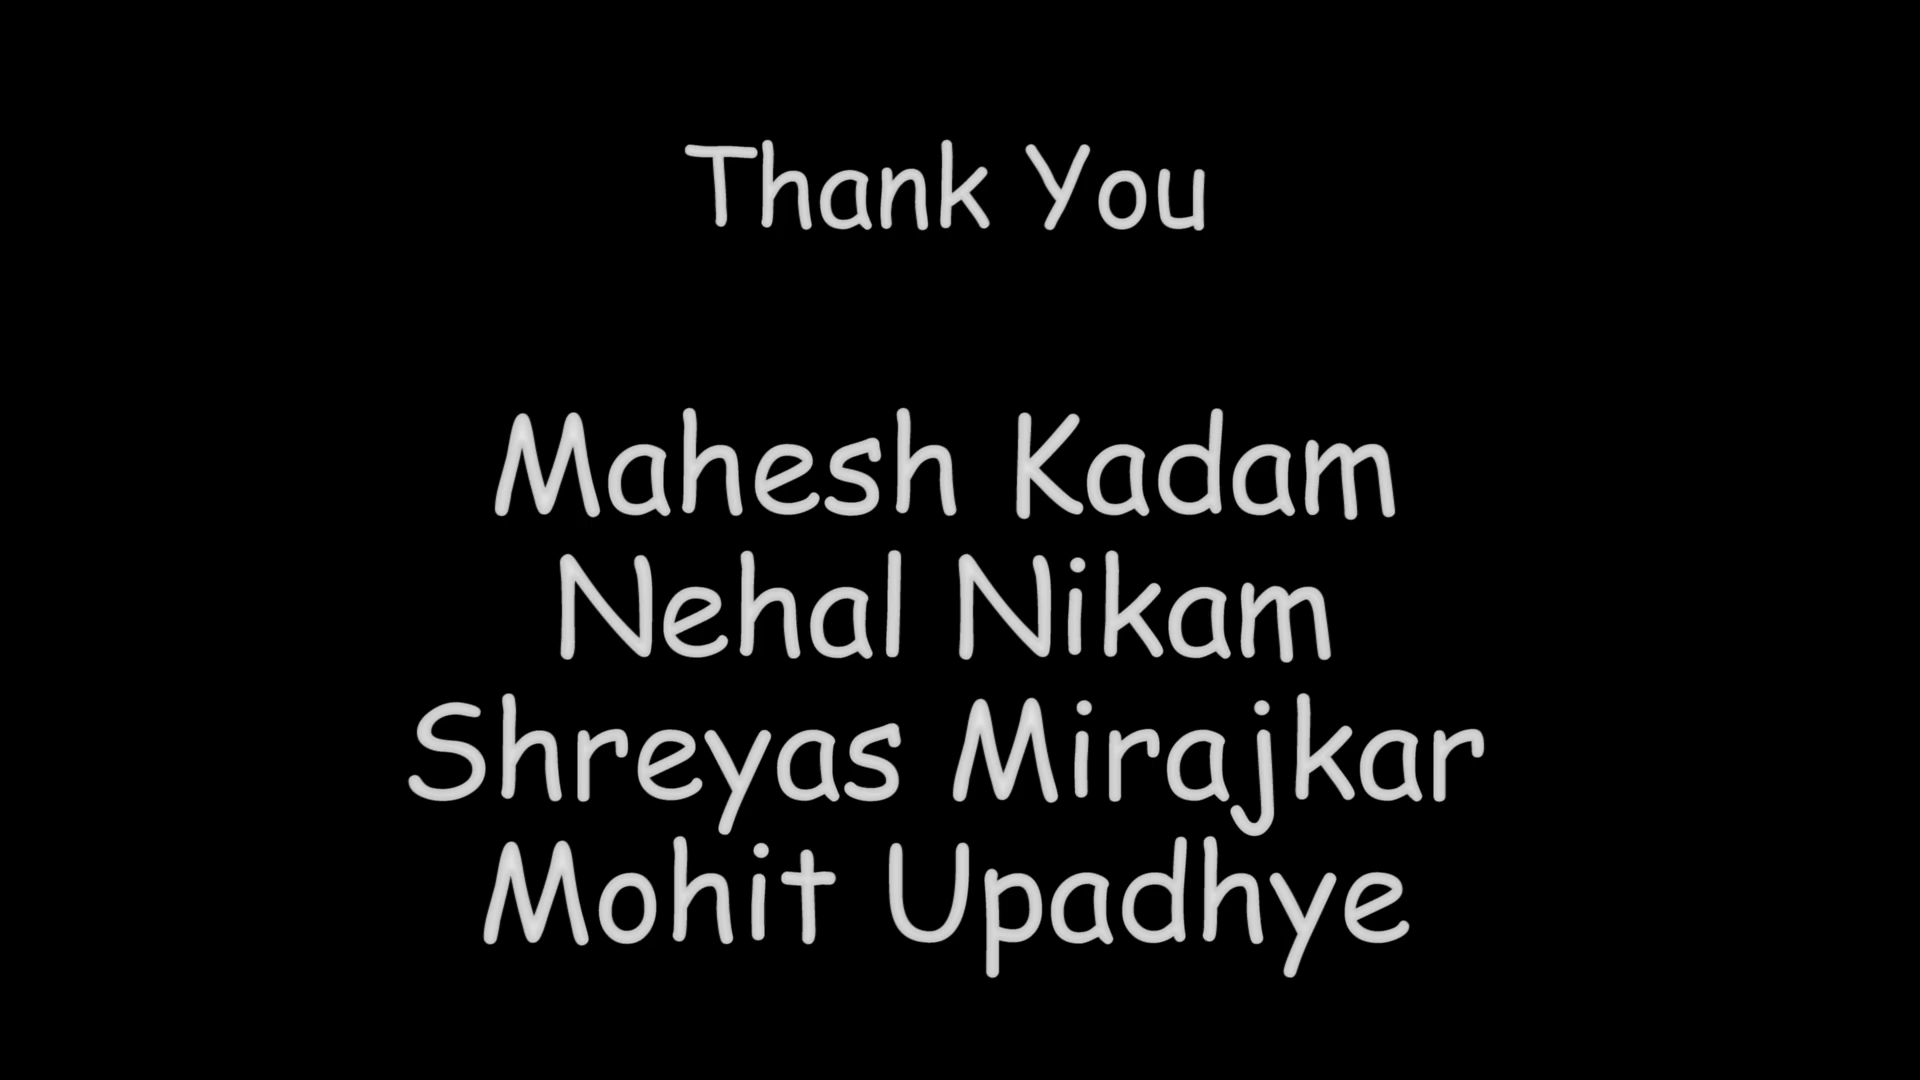 Thank You
Mahesh Kadam
Nehal Nikam
Shreyas Mirajkar
Mohit Upadhye